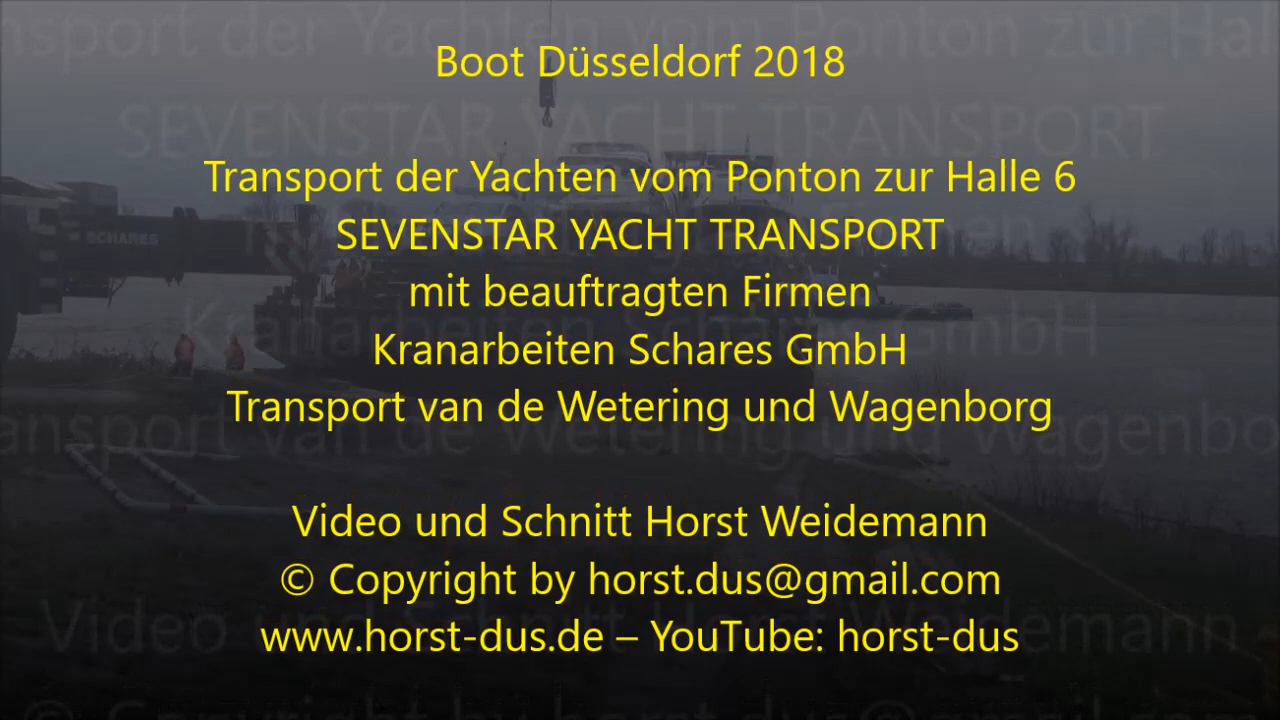 Boot Düsseldorf 2018
Transport der Yachten vom Ponton zur Halle 6
SEVENSTAR YACHT TRANSPORT
mit beauftragten Firmen
Kranarbeiten Schares GmbH
Transport van de Wetering und Wagenborg
Video und Schnitt Horst Weidemann
© Copyright by horst.dus@gmail.com
www.horst-dus.de – YouTube: horst-dus
SCHARES